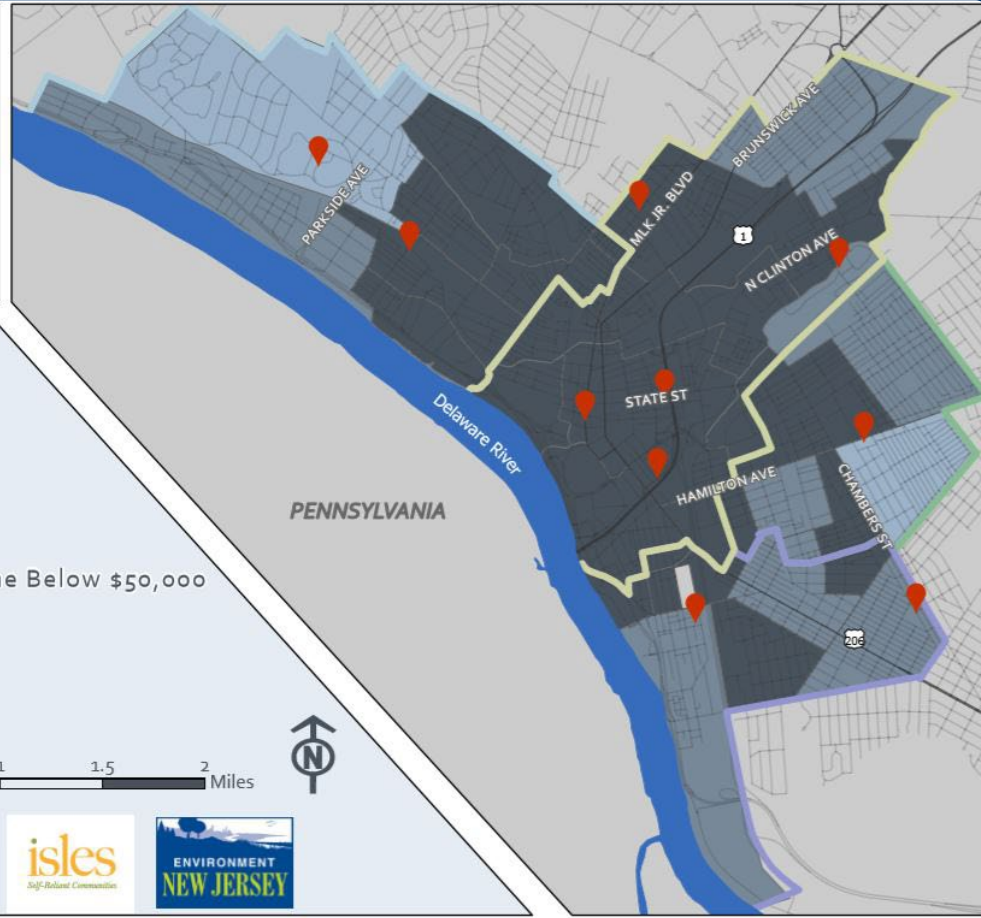 BRUNSWICK AVE
PARKSIDE AVE
MLK JR. BLVD
1
N CLINTON AVE
STATE ST
Delaware River
HAMILTON AVE
CHAMBERS ST
PENNSYLVANIA
e Below $50,000
206
N
1 1.5 2
Miles
isles
Self-Reliant Communities
ENVIRONMENT
NEW JERSEY